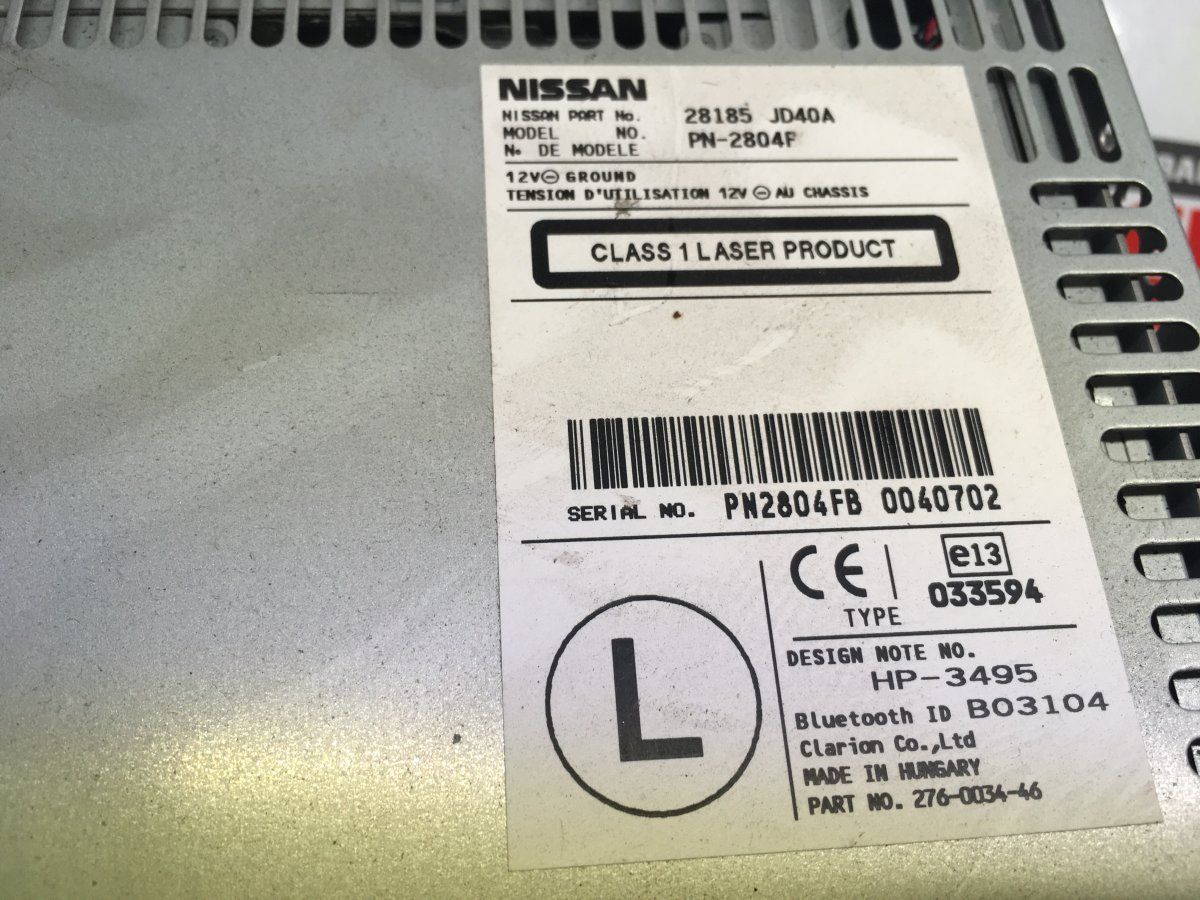 NISSAN
NISSAN PART No. 28185 JD40A
MODEL NO. PN-2804F
No DE MODELE
12V⊖ GROUND
TENSION D'UTILISATION 12V ⊖ AU CHASSIS
CLASS 1 LASER PRODUCT
SERIAL NO. PN2804FB 0040702
CE e13
TYPE 033594
L
DESIGN NOTE NO.
HP-3495
Bluetooth ID B03104
Clarion Co.,Ltd
MADE IN HUNGARY
PART NO. 276-0034-46